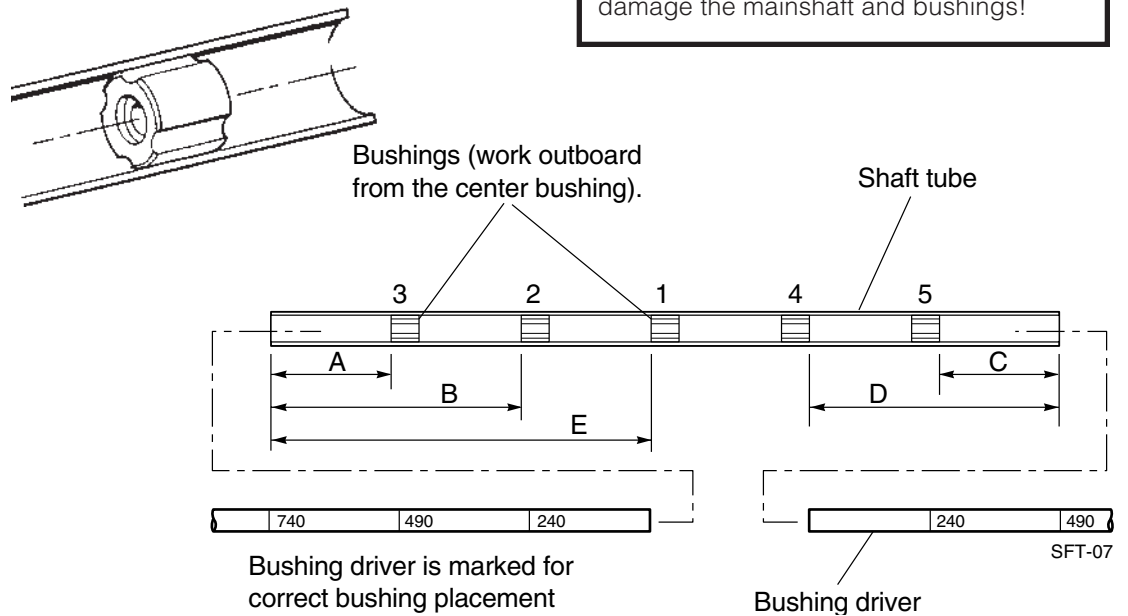 damage the mainshaft and bushings!
Bushings (work outboard
from the center bushing).
Shaft tube
3 2 1 4 5
A C
B D
E
740 490 240 240 490
SFT-07
Bushing driver is marked for
correct bushing placement
Bushing driver